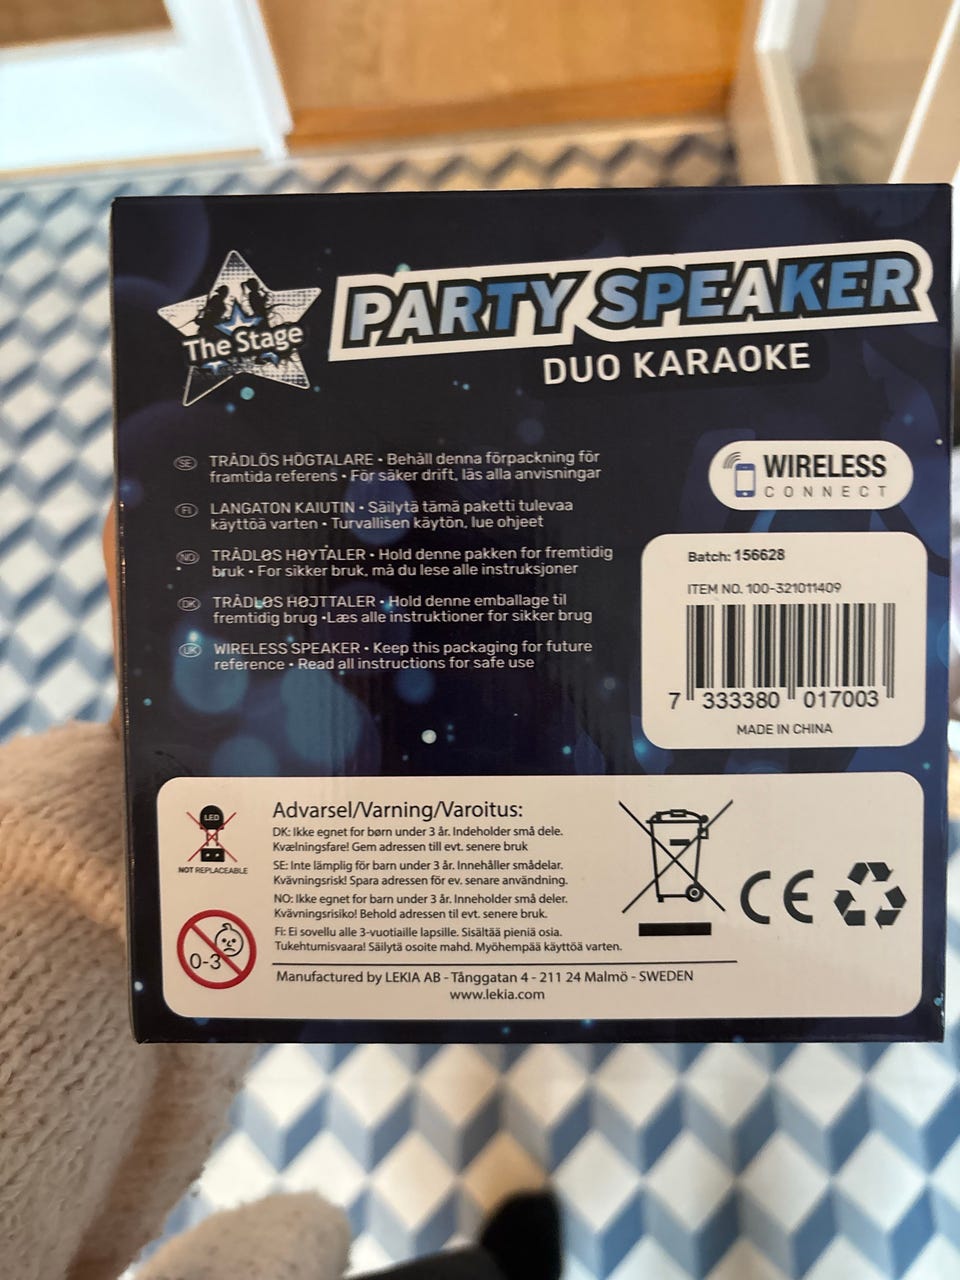 The Stage
PARTY SPEAKER
DUO KARAOKE
SE TRÅDLÖS HÖGTALARE • Behåll denna förpackning för
framtida referens • För säker drift, läs alla anvisningar
FI LANGATON KAIUTIN • Säilytä tämä paketti tulevaa
käyttöä varten • Turvallisen käytön, lue ohjeet
NO TRÅDLØS HØYTALER • Hold denne pakken for fremtidig
bruk • For sikker bruk, må du lese alle instruksjoner
DK TRÅDLØS HØJTTALER • Hold denne emballage til
fremtidig brug •Læs alle instruktioner for sikker brug
UK WIRELESS SPEAKER • Keep this packaging for future
reference • Read all instructions for safe use
WIRELESS
CONNECT
Batch: 156628
ITEM NO. 100-321011409
7 333380 017003
MADE IN CHINA
LED
NOT REPLACEABLE
0-3
Advarsel/Varning/Varoitus:
DK: Ikke egnet for børn under 3 år. Indeholder små dele.
Kvælningsfare! Gem adressen till evt. senere bruk
SE: Inte lämplig för barn under 3 år. Innehåller smådelar.
Kvävningsrisk! Spara adressen för ev. senare användning.
NO: Ikke egnet for barn under 3 år. Inneholder små deler.
Kvävningsrisiko! Behold adressen til evt. senere bruk.
Fi: Ei sovellu alle 3-vuotiaille lapsille. Sisältää pieniä osia.
Tukehtumisvaara! Säilytä osoite mahd. Myöhempää käyttöä varten.
Manufactured by LEKIA AB - Tånggatan 4 - 211 24 Malmö - SWEDEN
www.lekia.com
CE